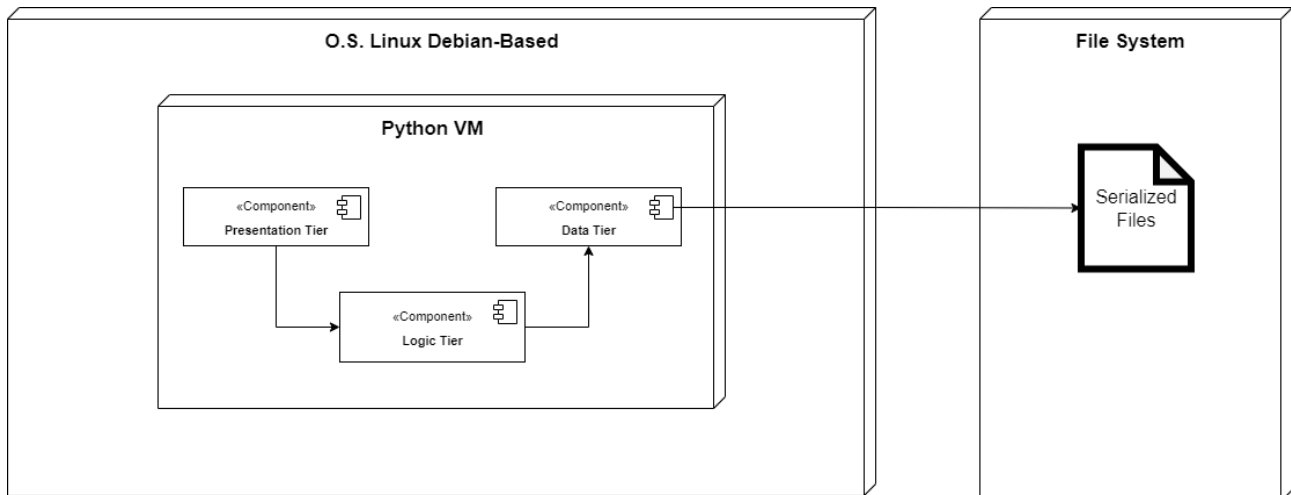 O.S. Linux Debian-Based
File System
Python VM
«Component»
Presentation Tier
«Component»
Data Tier
Serialized
Files
«Component»
Logic Tier